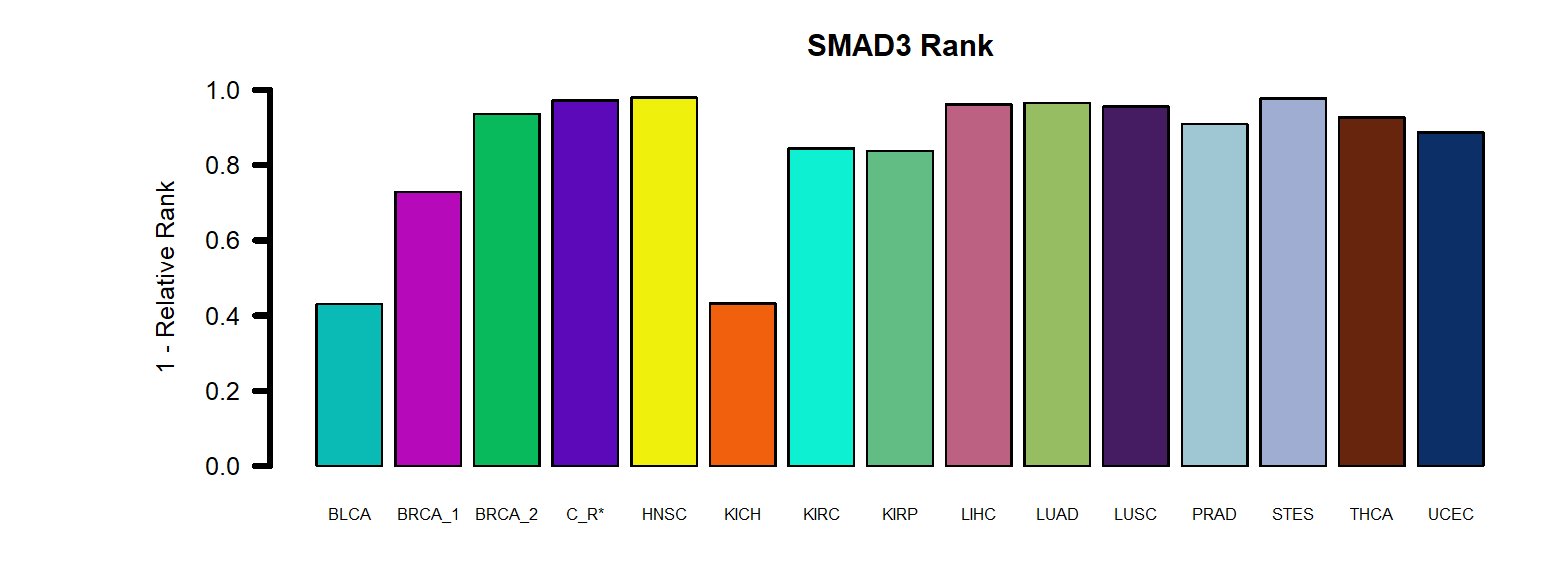 SMAD3 Rank
1 - Relative Rank
1.0
0.8
0.6
0.4
0.2
0.0
BLCA BRCA_1 BRCA_2 C_R* HNSC KICH KIRC KIRP LIHC LUAD LUSC PRAD STES THCA UCEC